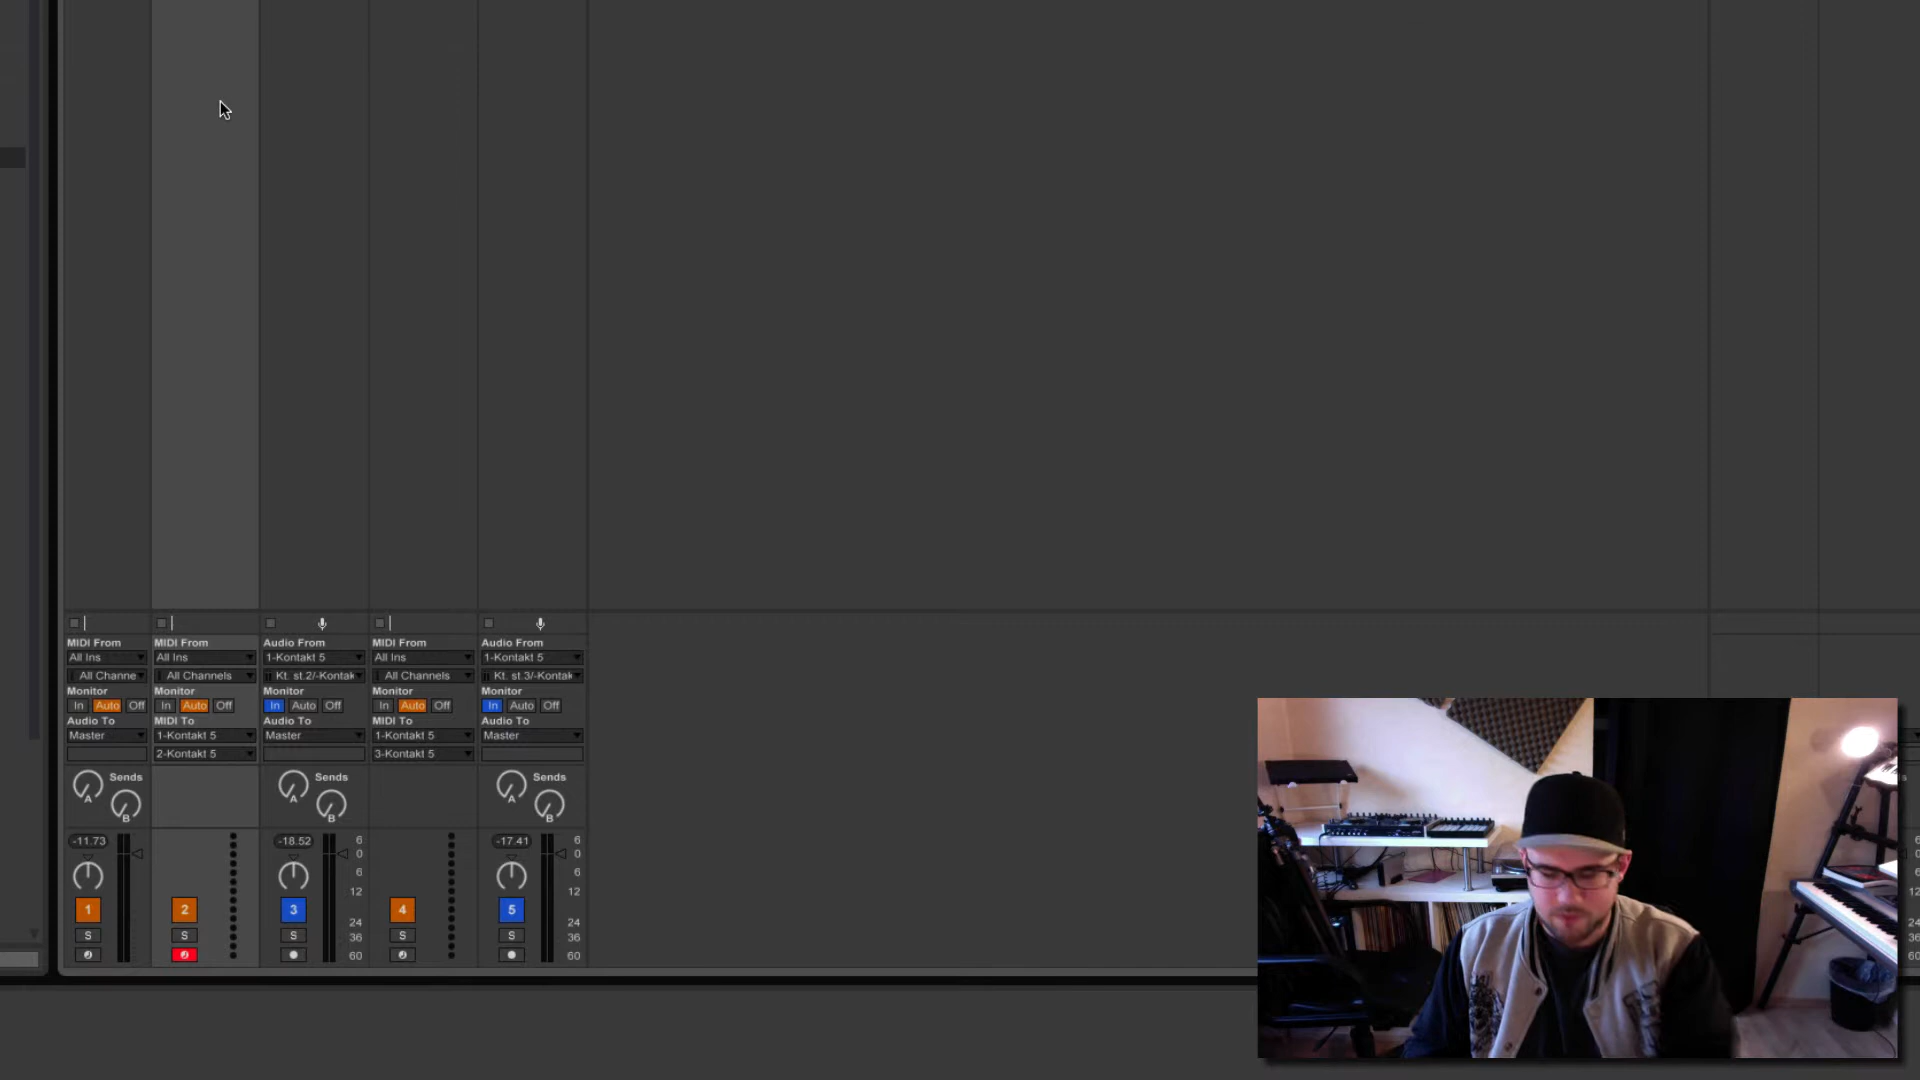 MIDI From MIDI From Audio From MIDI From Audio From
All Ins All Ins 1-Kontakt 5 All Ins 1-Kontakt 5
All Channe All Channels Kt. st.2/-Kontak All Channels Kt. st.3/-Kontak
Monitor Monitor Monitor Monitor Monitor
In Auto Off In Auto Off In Auto Off In Auto Off In Auto Off
Audio To MIDI To Audio To MIDI To Audio To
Master 1-Kontakt 5 Master 1-Kontakt 5 Master
2-Kontakt 5 3-Kontakt 5
Sends Sends Sends
A A A
B B B
-11.73 -18.52 6 -17.41 6
0 0
6 6
12 12
1 2 3 4 5
24 24
S S S S S
36 36
60 60